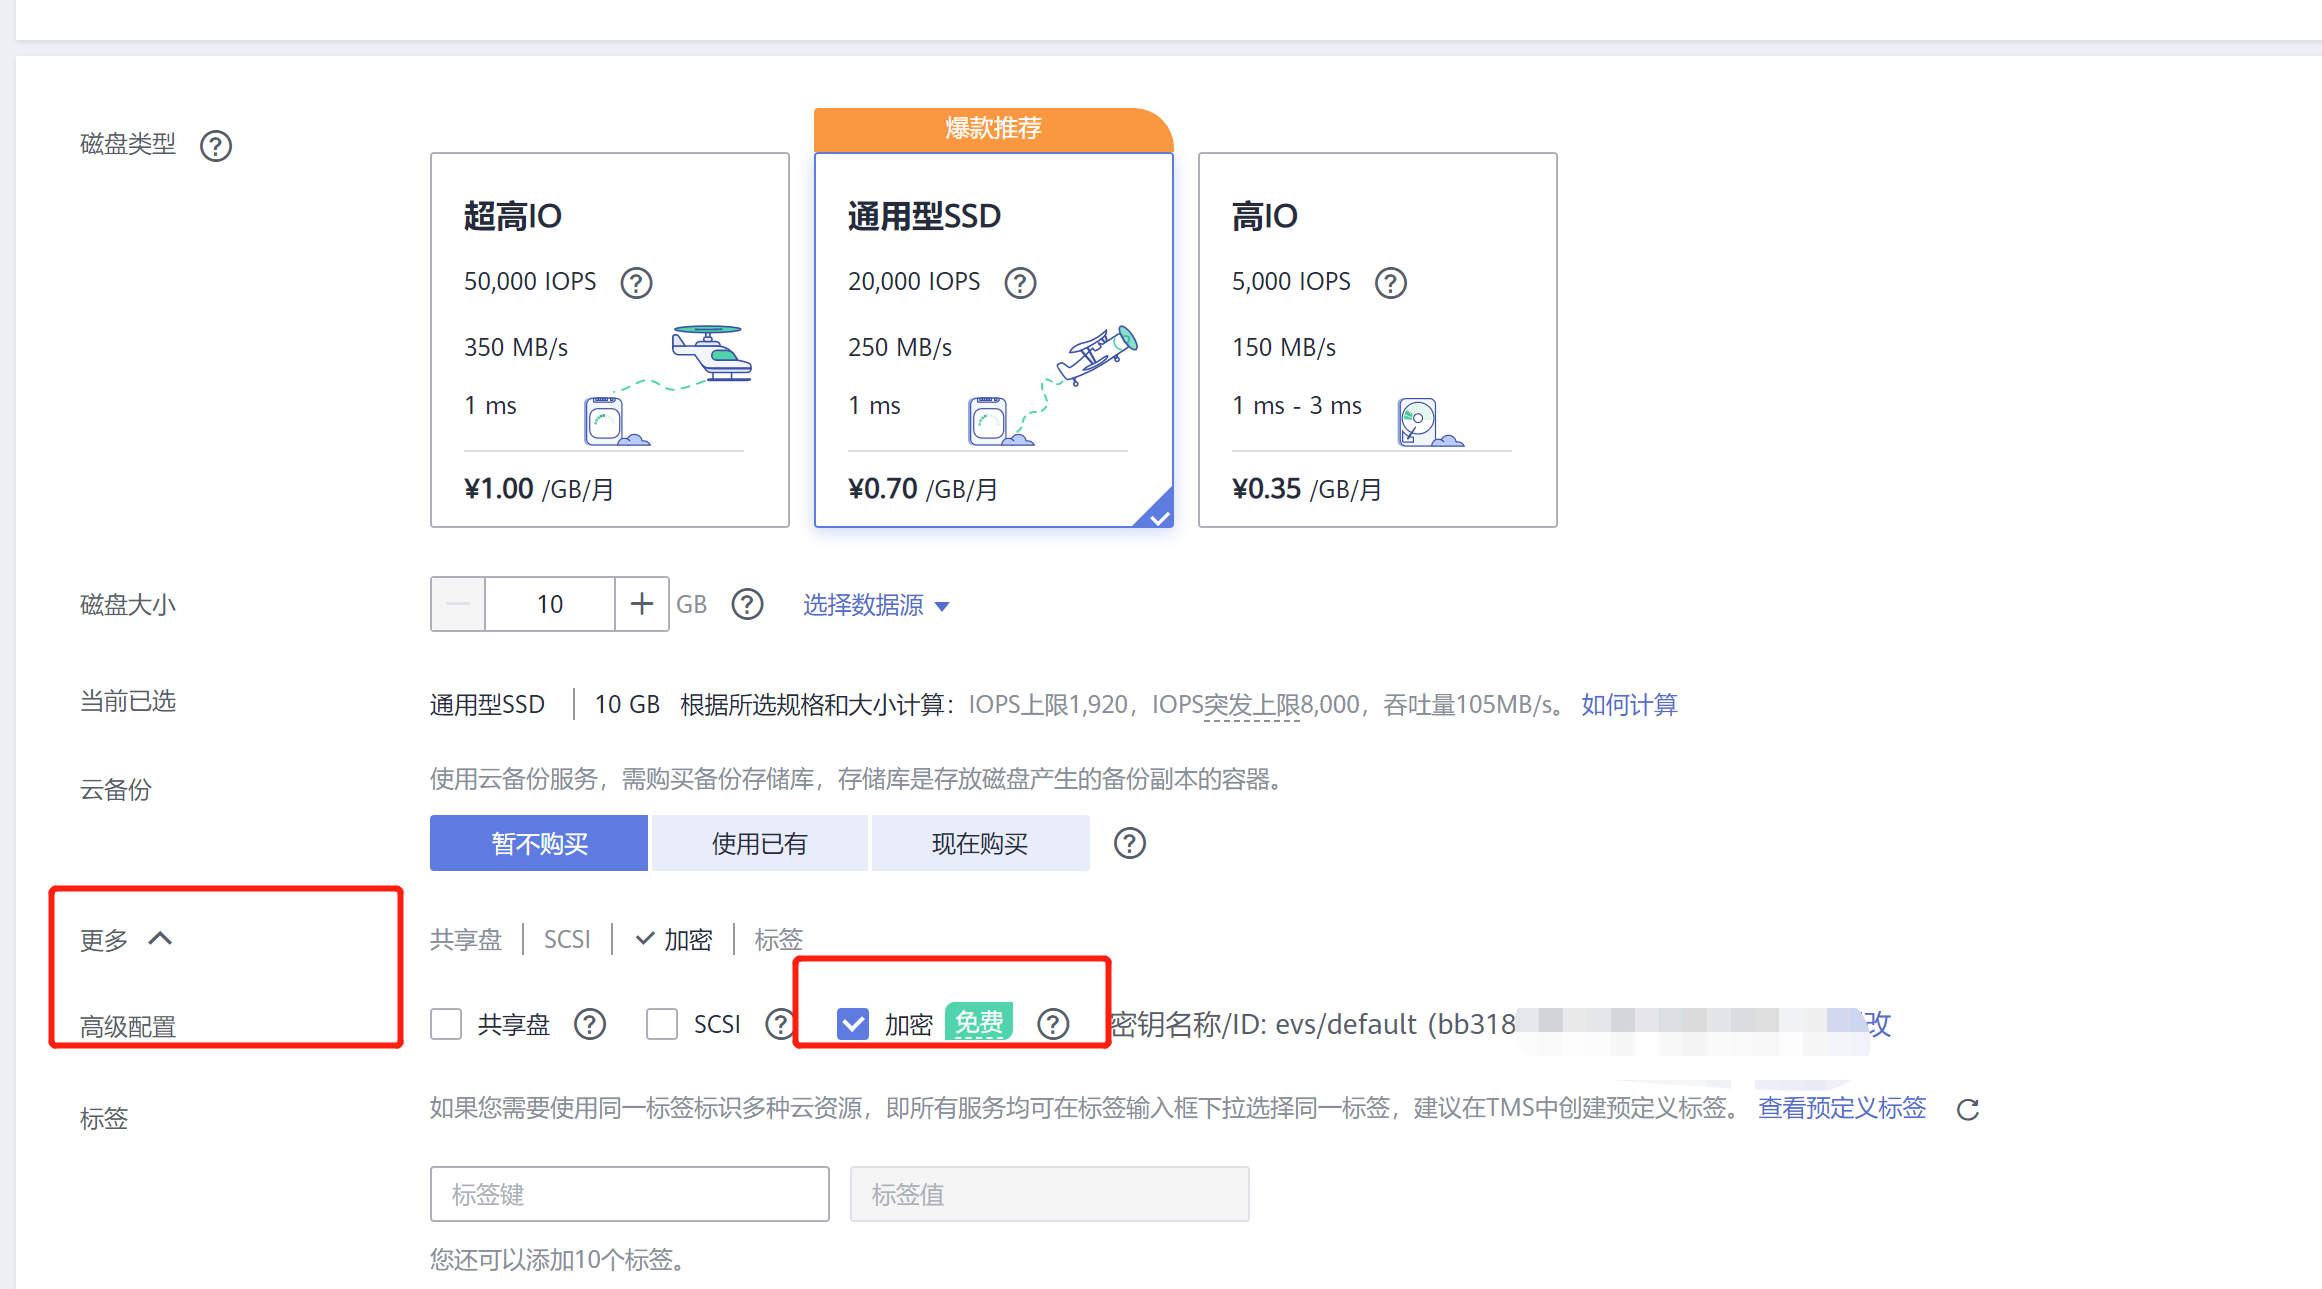 磁盘类型
爆款推荐
超高IO
50,000 IOPS
350 MB/s
1 ms
¥1.00 /GB/月
通用型SSD
20,000 IOPS
250 MB/s
1 ms
¥0.70 /GB/月
高IO
5,000 IOPS
150 MB/s
1 ms - 3 ms
¥0.35 /GB/月
磁盘大小 10 GB 选择数据源
当前已选 通用型SSD 10 GB 根据所选规格和大小计算：IOPS上限1,920，IOPS突发上限8,000，吞吐量105MB/s。 如何计算
云备份 使用云备份服务，需购买备份存储库，存储库是存放磁盘产生的备份副本的容器。
暂不购买 使用已有 现在购买
更多 共享盘 SCSI 加密 标签
高级配置 共享盘 SCSI 加密 免费 密钥名称/ID: evs/default (bb318 改
标签 如果您需要使用同一标签标识多种云资源，即所有服务均可在标签输入框下拉选择同一标签，建议在TMS中创建预定义标签。 查看预定义标签
标签键 标签值
您还可以添加10个标签。